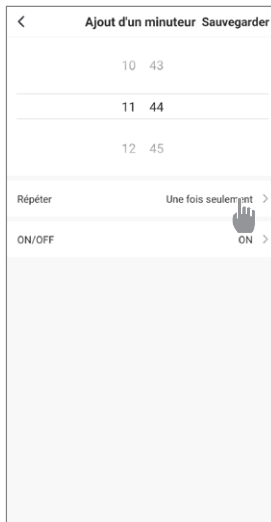 Ajout d'un minuteur Sauvegarder
10 43
11 44
12 45
Répéter Une fois seulement
ON/OFF ON